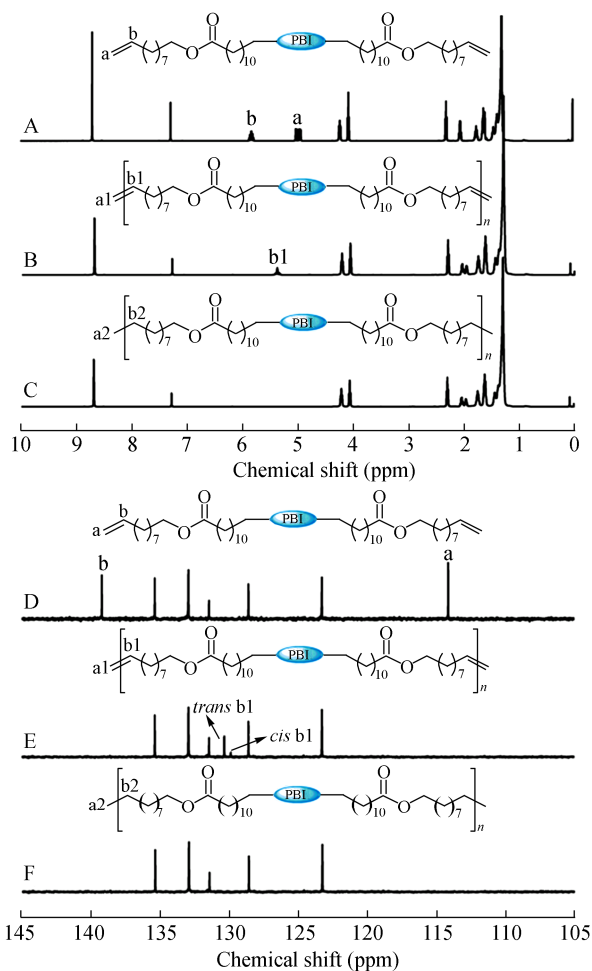 b O PBI O
a ( )7 O ( )10 ( )10 O ( )7
A b a
b1 O PBI O
a1 [ ( )7 O ( )10 ( )10 O ( )7 ]n
B b1
b2 O PBI O
a2 [ ( )7 O ( )10 ( )10 O ( )7 ]n
C
10 9 8 7 6 5 4 3 2 1 0
Chemical shift (ppm)
b O PBI O
a ( )7 O ( )10 ( )10 O ( )7
D b a
b1 O PBI O
a1 [ ( )7 O ( )10 ( )10 O ( )7 ]n
trans b1
E cis b1
b2 O PBI O
a2 [ ( )7 O ( )10 ( )10 O ( )7 ]n
F
145 140 135 130 125 120 115 110 105
Chemical shift (ppm)